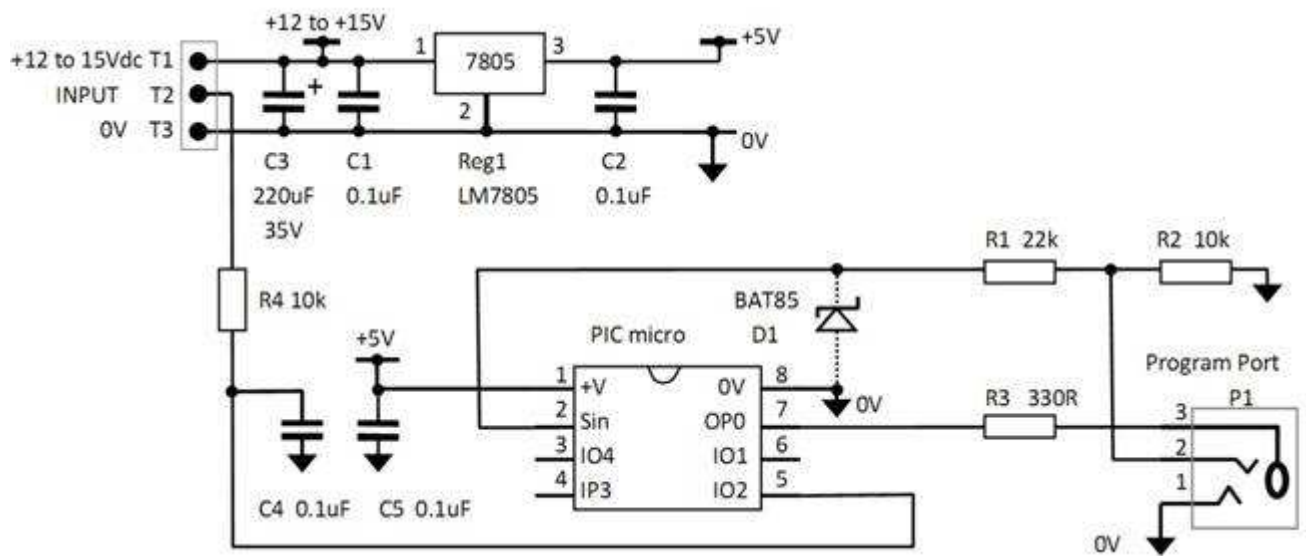 +12 to +15V
+5V
+12 to 15Vdc T1
1
7805
3
INPUT T2
+
2
0V T3
0V
C3
C1
Reg1
C2
220uF
0.1uF
LM7805
0.1uF
35V
R1 22k
R2 10k
R4 10k
BAT85
D1
PIC micro
+5V
Program Port
P1
1
+V
0V
8
0V
R3 330R
3
2
Sin
OP0
7
2
3
IO4
IO1
6
1
4
IP3
IO2
5
C4 0.1uF
C5 0.1uF
0V